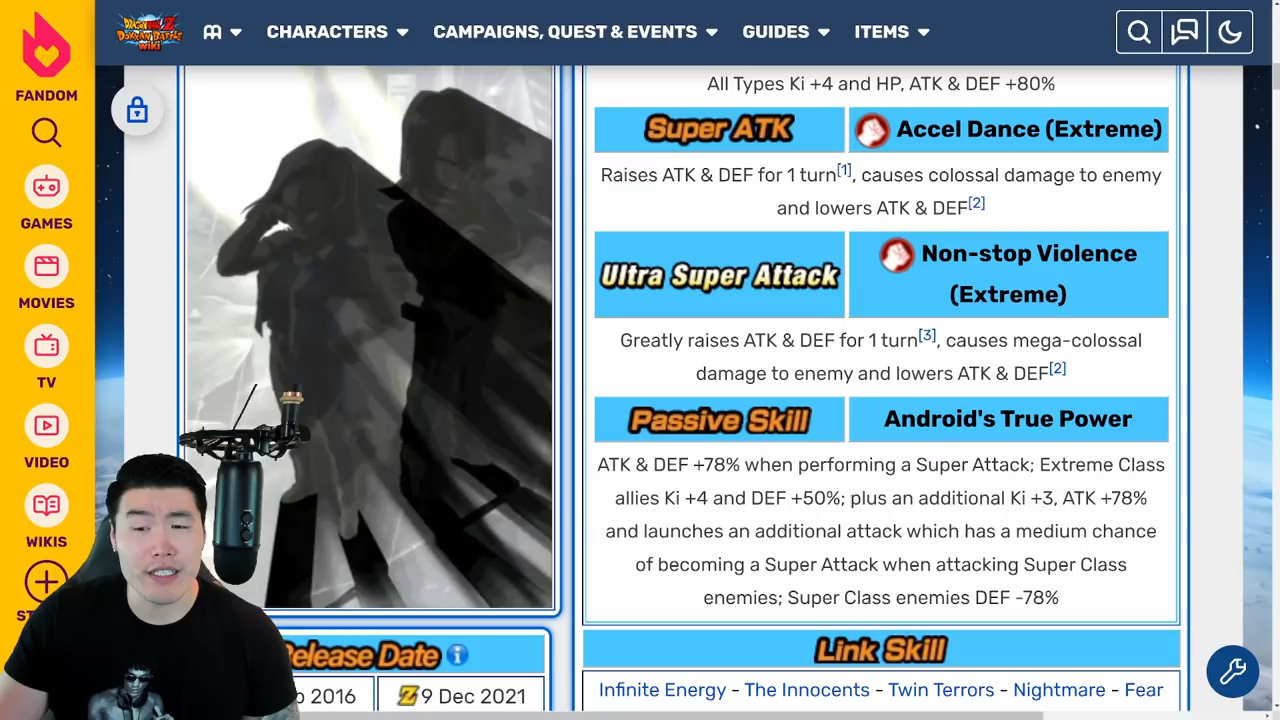 FANDOM
GAMES
MOVIES
TV
VIDEO
WIKIS
DRAGON BALL Z
DOKKAN BATTLE
WIKI
CHARACTERS
CAMPAIGNS, QUEST & EVENTS
GUIDES
ITEMS
All Types Ki +4 and HP, ATK & DEF +80%
Super ATK
Accel Dance (Extreme)
Raises ATK & DEF for 1 turn[1], causes colossal damage to enemy
and lowers ATK & DEF[2]
Ultra Super Attack
Non-stop Violence
(Extreme)
Greatly raises ATK & DEF for 1 turn[3], causes mega-colossal
damage to enemy and lowers ATK & DEF[2]
Passive Skill
Android's True Power
ATK & DEF +78% when performing a Super Attack; Extreme Class
allies Ki +4 and DEF +50%; plus an additional Ki +3, ATK +78%
and launches an additional attack which has a medium chance
of becoming a Super Attack when attacking Super Class
enemies; Super Class enemies DEF -78%
Link Skill
Infinite Energy - The Innocents - Twin Terrors - Nightmare - Fear
Release Date
2016
Z 9 Dec 2021